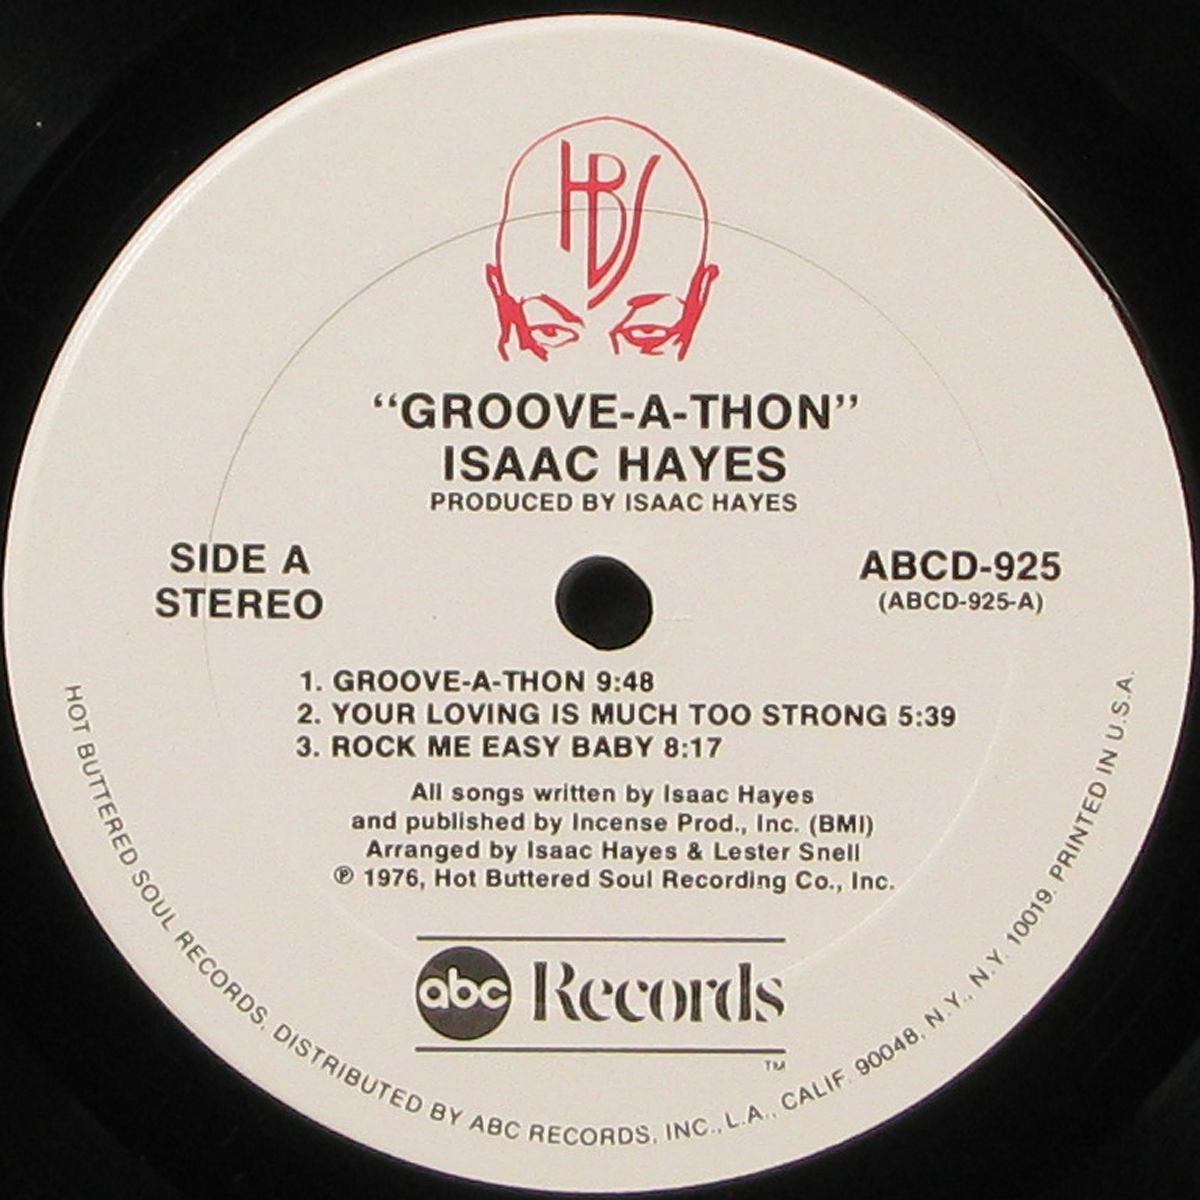 HBS
“GROOVE-A-THON”
ISAAC HAYES
PRODUCED BY ISAAC HAYES
SIDE A
STEREO
ABCD-925
(ABCD-925-A)
1. GROOVE-A-THON 9:48
2. YOUR LOVING IS MUCH TOO STRONG 5:39
3. ROCK ME EASY BABY 8:17
All songs written by Isaac Hayes
and published by Incense Prod., Inc. (BMI)
Arranged by Isaac Hayes & Lester Snell
℗ 1976, Hot Buttered Soul Recording Co., Inc.
abc Records
TM
HOT BUTTERED SOUL RECORDS. DISTRIBUTED BY ABC RECORDS, INC., L.A., CALIF. 90048, N.Y., N.Y. 10019. PRINTED IN U.S.A.